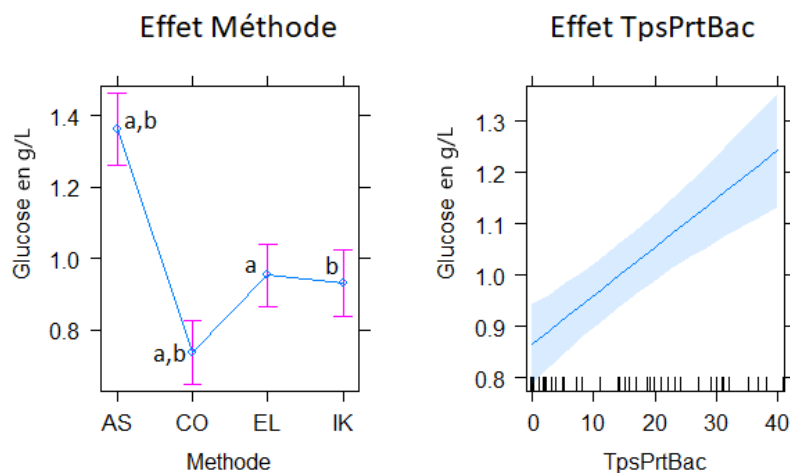 Effet Méthode
Glucose en g/L
1.4
1.2
1.0
0.8
a,b
a,b
a
b
AS CO EL IK
Methode
Effet TpsPrtBac
Glucose en g/L
1.3
1.2
1.1
1.0
0.9
0.8
0 10 20 30 40
TpsPrtBac